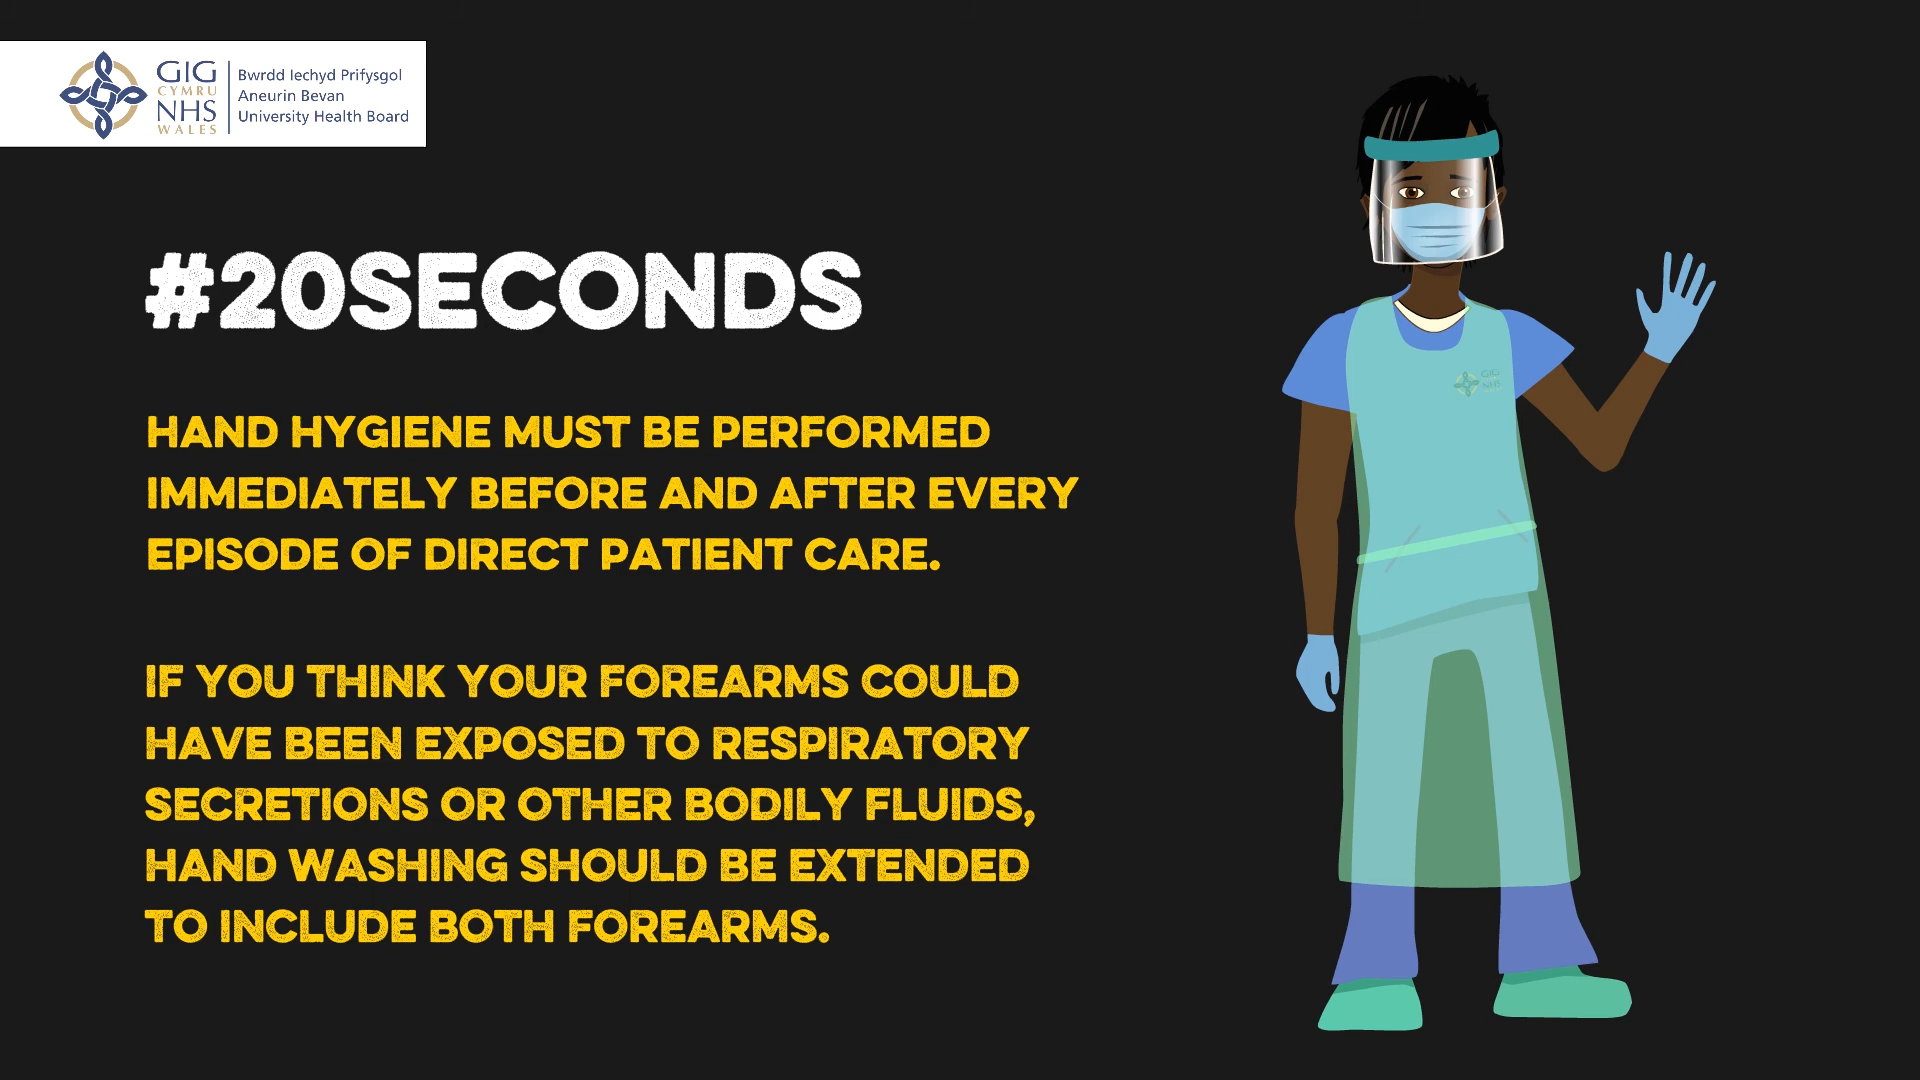 GIG
CYMRU
NHS
WALES
Bwrdd Iechyd Prifysgol
Aneurin Bevan
University Health Board
#20SECONDS
HAND HYGIENE MUST BE PERFORMED
IMMEDIATELY BEFORE AND AFTER EVERY
EPISODE OF DIRECT PATIENT CARE.
IF YOU THINK YOUR FOREARMS COULD
HAVE BEEN EXPOSED TO RESPIRATORY
SECRETIONS OR OTHER BODILY FLUIDS,
HAND WASHING SHOULD BE EXTENDED
TO INCLUDE BOTH FOREARMS.
GIG
NHS